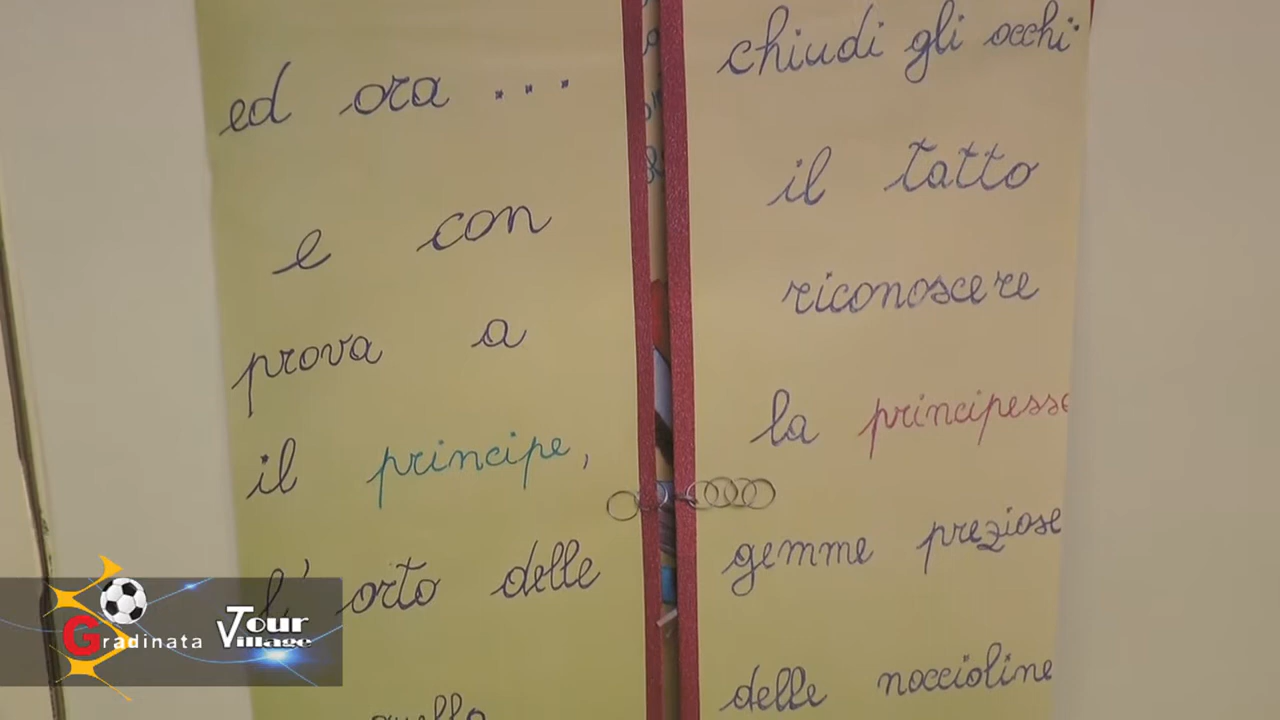 ed ora ... chiudi gli occhi
e con il tatto
prova a riconoscere
il principe, la principesse
l'orto delle gemme preziose
quello delle noccioline
Gradinata
Tour Village